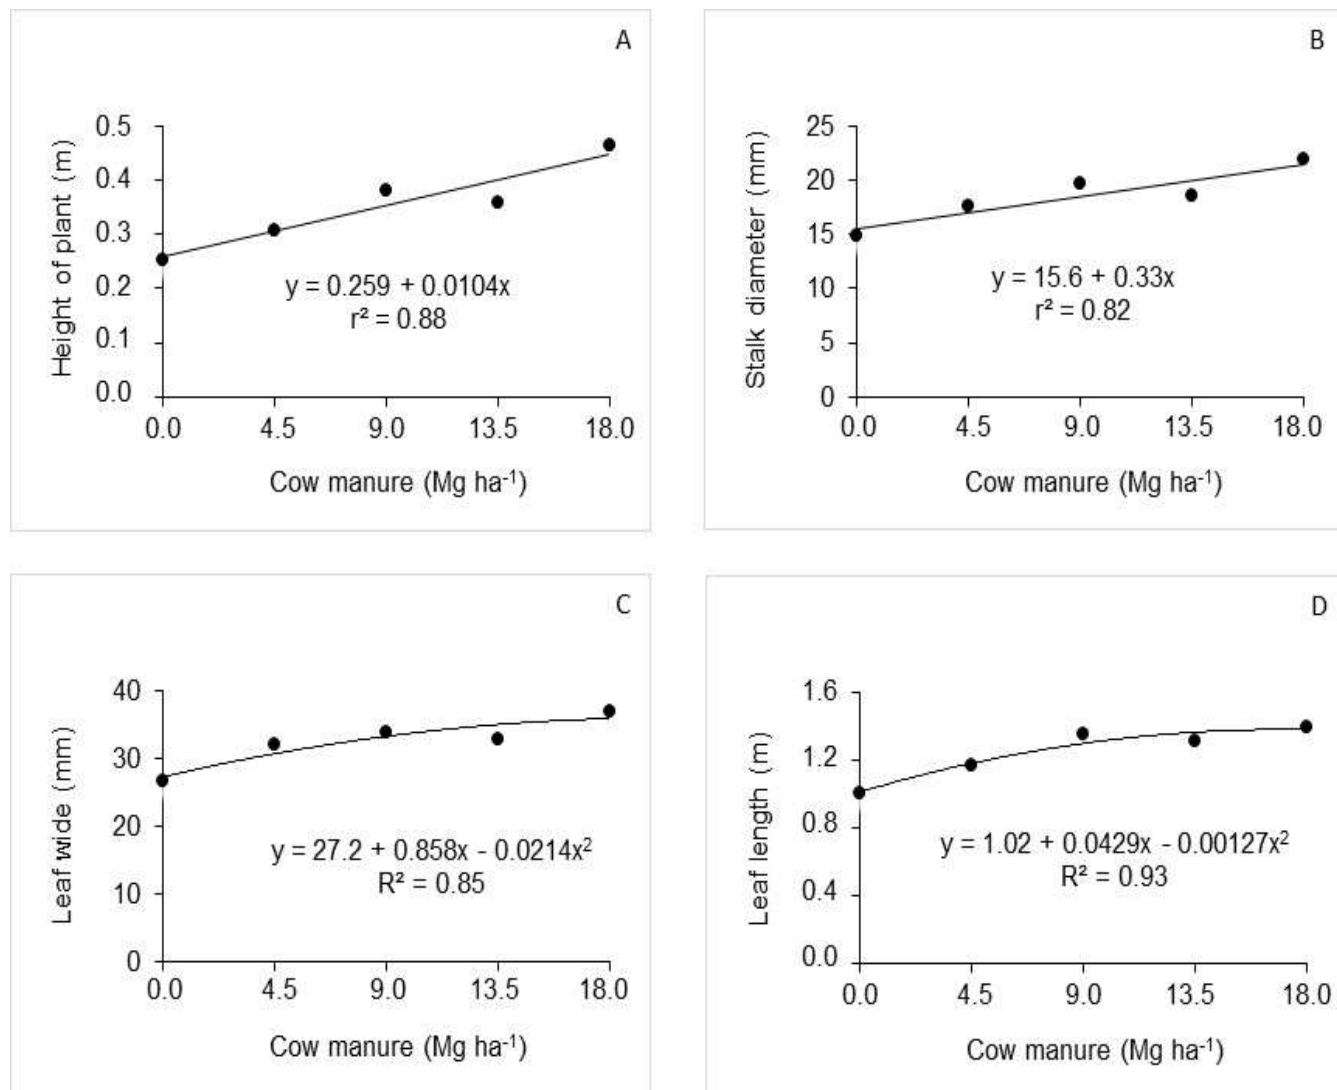 A
Height of plant (m)
0.5
0.4
0.3
0.2
0.1
0.0
y = 0.259 + 0.0104x
r² = 0.88
0.0 4.5 9.0 13.5 18.0
Cow manure (Mg ha⁻¹)
B
Stalk diameter (mm)
25
20
15
10
5
0
y = 15.6 + 0.33x
r² = 0.82
0.0 4.5 9.0 13.5 18.0
Cow manure (Mg ha⁻¹)
C
Leaf wide (mm)
40
30
20
10
0
y = 27.2 + 0.858x - 0.0214x²
R² = 0.85
0.0 4.5 9.0 13.5 18.0
Cow manure (Mg ha⁻¹)
D
Leaf length (m)
1.6
1.2
0.8
0.4
0.0
y = 1.02 + 0.0429x - 0.00127x²
R² = 0.93
0.0 4.5 9.0 13.5 18.0
Cow manure (Mg ha⁻¹)